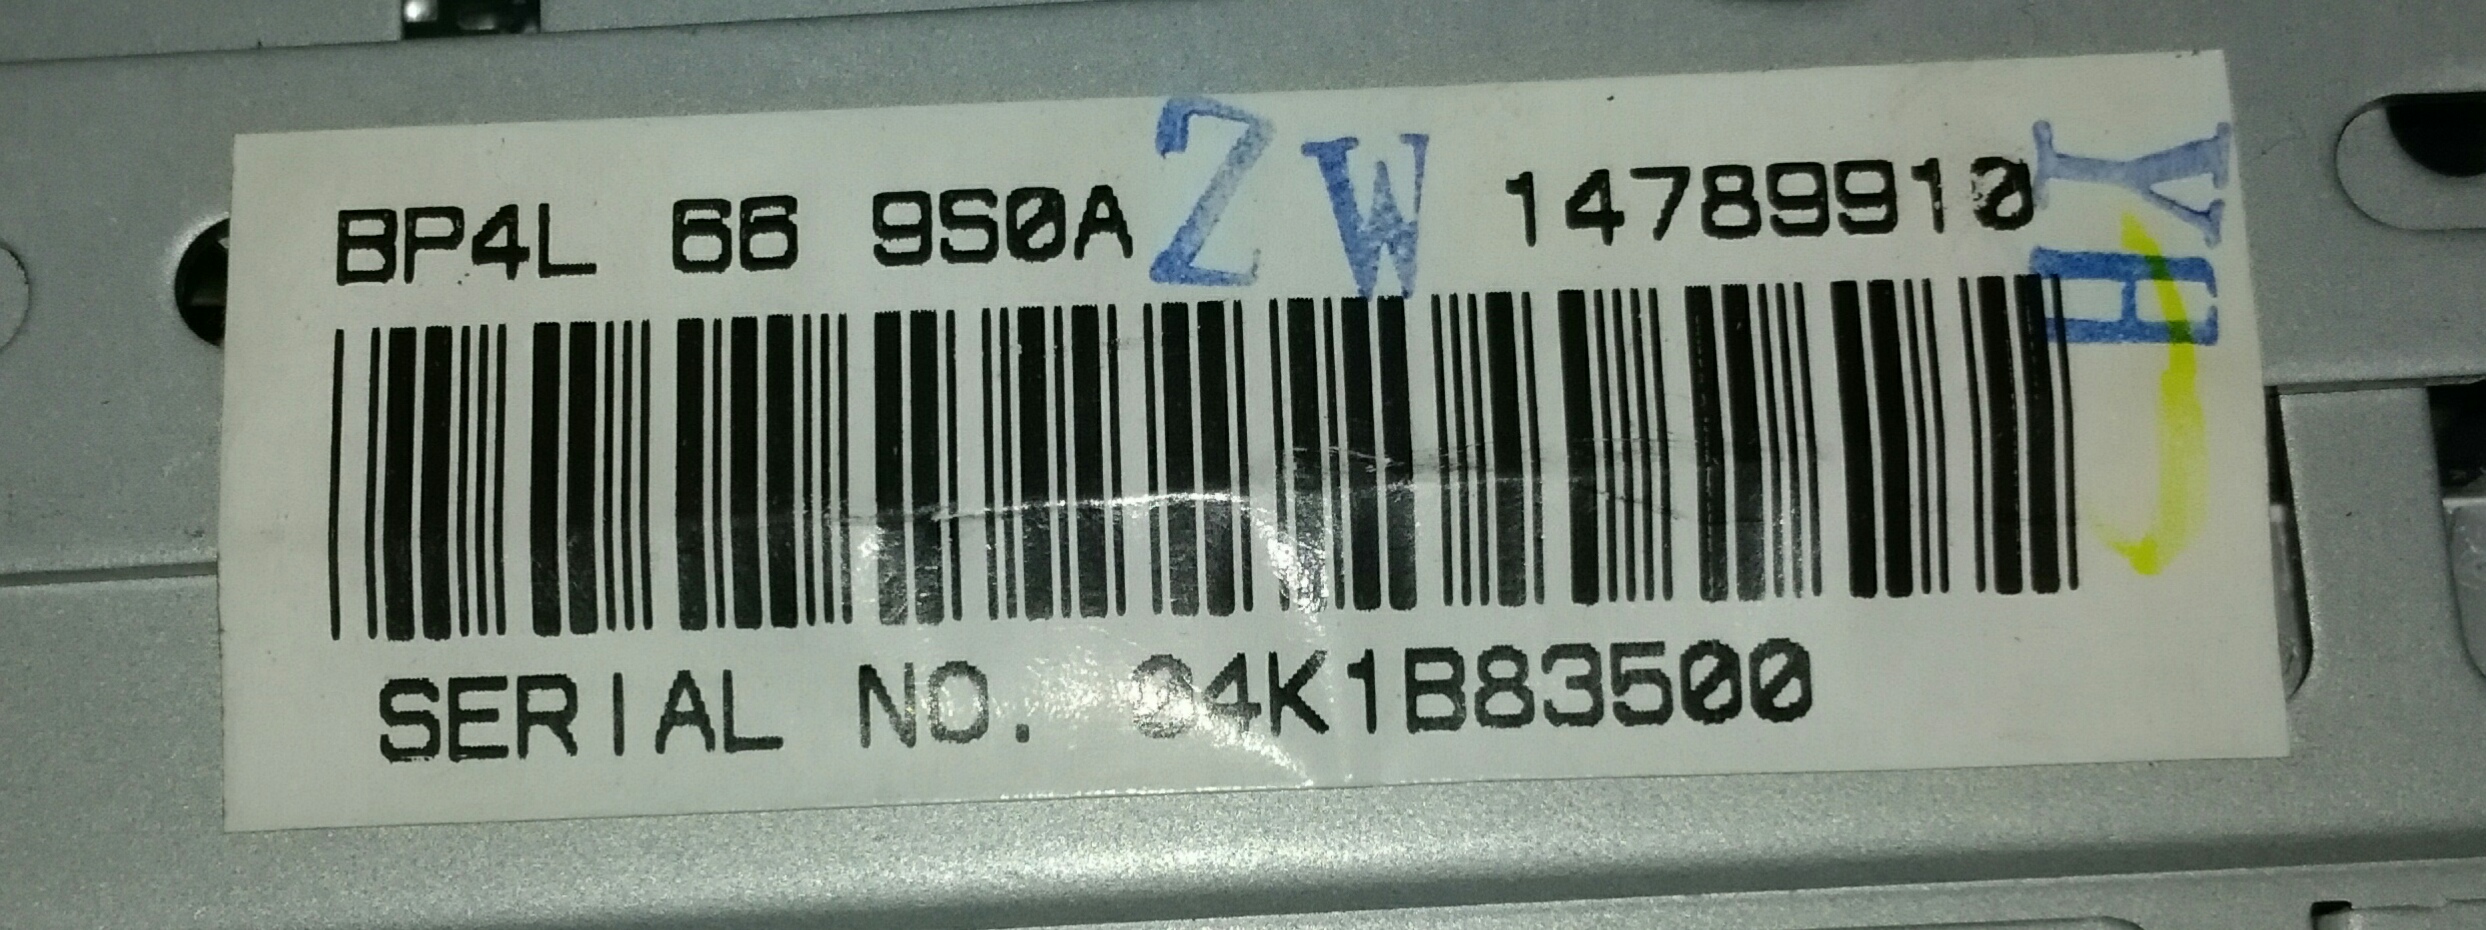 BP4L 66 9S0A ZW 14789910
HY
SERIAL NO. 04K1B83500